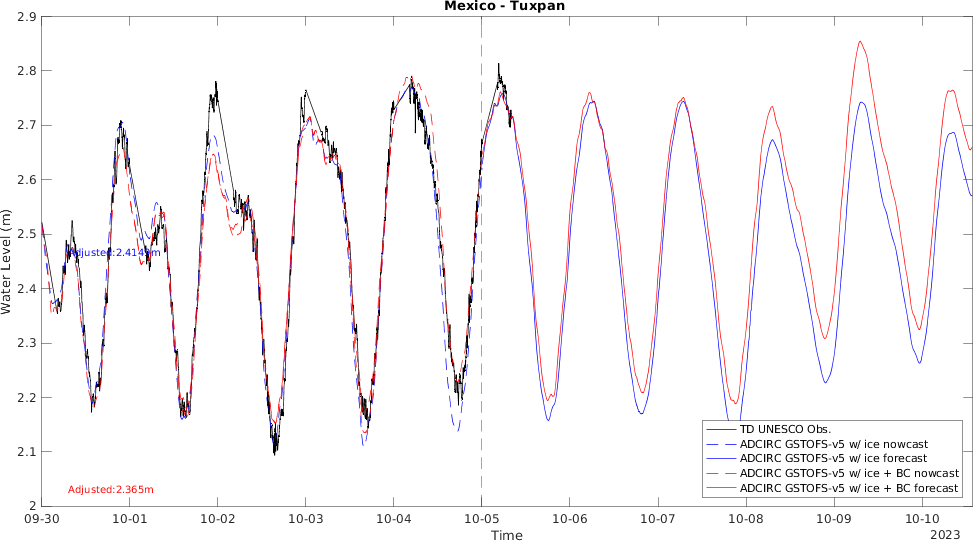 Mexico - Tuxpan
2.9
2.8
2.7
2.6
2.5
2.4
2.3
2.2
2.1
2
Water Level (m)
Adjusted:2.4149m
Adjusted:2.365m
TD UNESCO Obs.
ADCIRC GSTOFS-v5 w/ ice nowcast
ADCIRC GSTOFS-v5 w/ ice forecast
ADCIRC GSTOFS-v5 w/ ice + BC nowcast
ADCIRC GSTOFS-v5 w/ ice + BC forecast
09-30 10-01 10-02 10-03 10-04 10-05 10-06 10-07 10-08 10-09 10-10
Time
2023